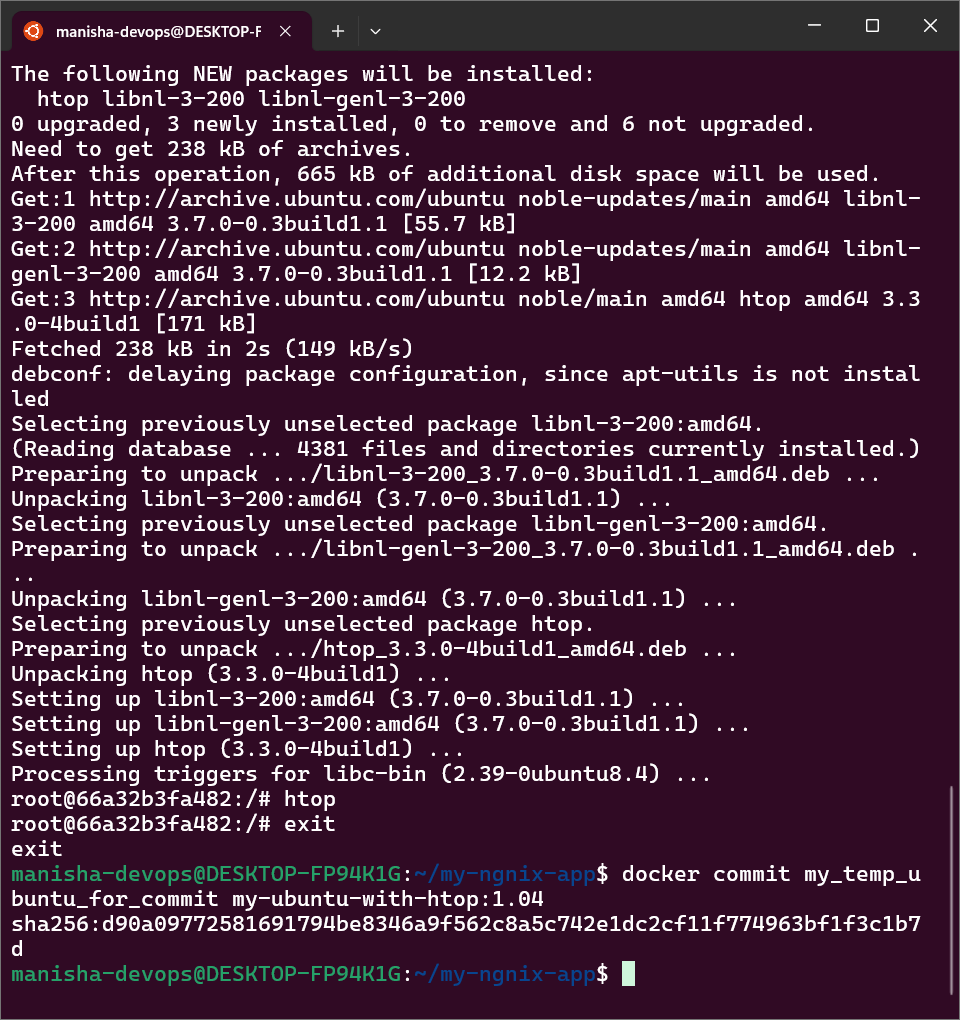 manisha-devops@DESKTOP-F
The following NEW packages will be installed:
  htop libnl-3-200 libnl-genl-3-200
0 upgraded, 3 newly installed, 0 to remove and 6 not upgraded.
Need to get 238 kB of archives.
After this operation, 665 kB of additional disk space will be used.
Get:1 http://archive.ubuntu.com/ubuntu noble-updates/main amd64 libnl-
3-200 amd64 3.7.0-0.3build1.1 [55.7 kB]
Get:2 http://archive.ubuntu.com/ubuntu noble-updates/main amd64 libnl-
genl-3-200 amd64 3.7.0-0.3build1.1 [12.2 kB]
Get:3 http://archive.ubuntu.com/ubuntu noble/main amd64 htop amd64 3.3
.0-4build1 [171 kB]
Fetched 238 kB in 2s (149 kB/s)
debconf: delaying package configuration, since apt-utils is not instal
led
Selecting previously unselected package libnl-3-200:amd64.
(Reading database ... 4381 files and directories currently installed.)
Preparing to unpack .../libnl-3-200_3.7.0-0.3build1.1_amd64.deb ...
Unpacking libnl-3-200:amd64 (3.7.0-0.3build1.1) ...
Selecting previously unselected package libnl-genl-3-200:amd64.
Preparing to unpack .../libnl-genl-3-200_3.7.0-0.3build1.1_amd64.deb .
..
Unpacking libnl-genl-3-200:amd64 (3.7.0-0.3build1.1) ...
Selecting previously unselected package htop.
Preparing to unpack .../htop_3.3.0-4build1_amd64.deb ...
Unpacking htop (3.3.0-4build1) ...
Setting up libnl-3-200:amd64 (3.7.0-0.3build1.1) ...
Setting up libnl-genl-3-200:amd64 (3.7.0-0.3build1.1) ...
Setting up htop (3.3.0-4build1) ...
Processing triggers for libc-bin (2.39-0ubuntu8.4) ...
root@66a32b3fa482:/# htop
root@66a32b3fa482:/# exit
exit
manisha-devops@DESKTOP-FP94K1G:~/my-ngnix-app$ docker commit my_temp_u
buntu_for_commit my-ubuntu-with-htop:1.04
sha256:d90a09772581691794be8346a9f562c8a5c742e1dc2cf11f774963bf1f3c1b7
d
manisha-devops@DESKTOP-FP94K1G:~/my-ngnix-app$